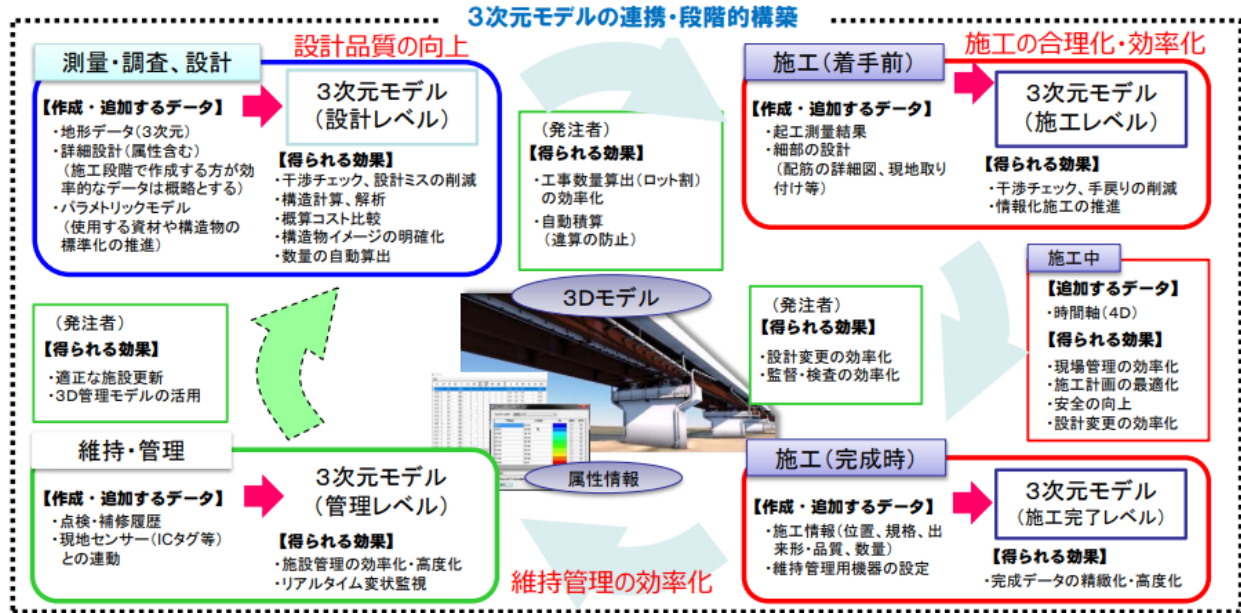 3次元モデルの連携・段階的構築
測量・調査、設計
設計品質の向上
【作成・追加するデータ】
・地形データ(3次元)
・詳細設計(属性含む)
(施工段階で作成する方が効
率的なデータは概略とする)
・パラメトリックモデル
(使用する資材や構造物の
標準化の推進)
3次元モデル
(設計レベル)
【得られる効果】
・干渉チェック、設計ミスの削減
・構造計算、解析
・概算コスト比較
・構造物イメージの明確化
・数量の自動算出
(発注者)
【得られる効果】
・工事数量算出(ロット割)
の効率化
・自動積算
(違算の防止)
施工(着手前)
施工の合理化・効率化
【作成・追加するデータ】
・起工測量結果
・細部の設計
(配筋の詳細図、現地取り
付け等)
3次元モデル
(施工レベル)
【得られる効果】
・干渉チェック、手戻りの削減
・情報化施工の推進
施工中
【追加するデータ】
・時間軸(4D)
【得られる効果】
・現場管理の効率化
・施工計画の最適化
・安全の向上
・設計変更の効率化
3Dモデル
属性情報
(発注者)
【得られる効果】
・設計変更の効率化
・監督・検査の効率化
(発注者)
【得られる効果】
・適正な施設更新
・3D管理モデルの活用
維持・管理
【作成・追加するデータ】
・点検・補修履歴
・現地センサー(ICタグ等)
との連動
3次元モデル
(管理レベル)
【得られる効果】
・施設管理の効率化・高度化
・リアルタイム変状監視
維持管理の効率化
施工(完成時)
【作成・追加するデータ】
・施工情報(位置、規格、出
来形・品質、数量)
・維持管理用機器の設定
3次元モデル
(施工完了レベル)
【得られる効果】
・完成データの精緻化・高度化